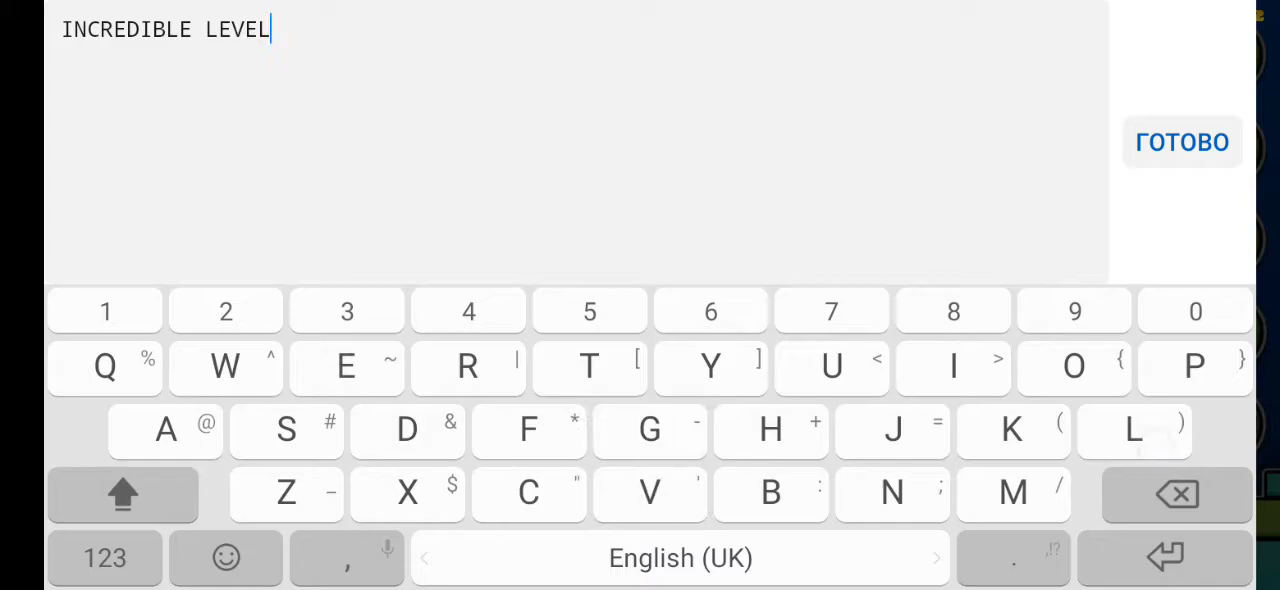 INCREDIBLE LEVEL
ГОТОВО
1 2 3 4 5 6 7 8 9 0
Q % W ^ E ~ R | T [ Y ] U < I > O { P }
A @ S # D & F * G - H + J = K ( L )
Z _ X $ C " V ' B : N ; M /
123 , English (UK) . ,!?